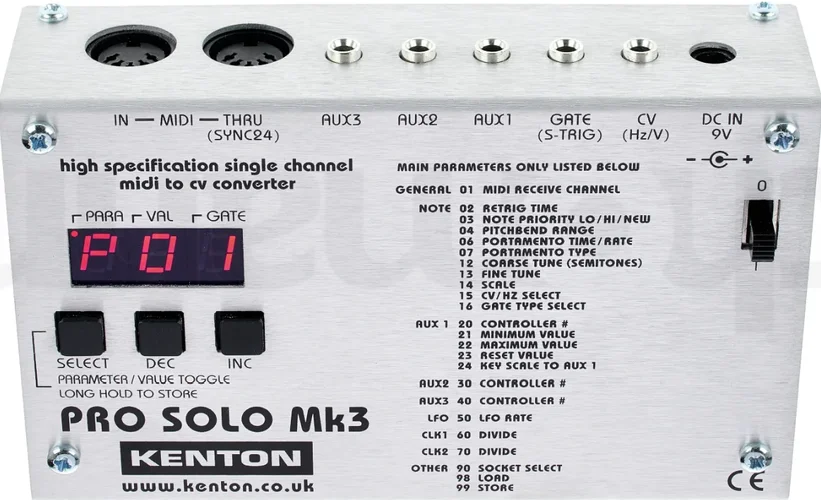 IN — MIDI — THRU
(SYNC24)
AUX3
AUX2
AUX1
GATE
(S-TRIG)
CV
(Hz/V)
DC IN
9V
- +
high specification single channel
midi to cv converter
PARA VAL GATE
P01
SELECT DEC INC
PARAMETER / VALUE TOGGLE
LONG HOLD TO STORE
PRO SOLO Mk3
KENTON
www.kenton.co.uk
MAIN PARAMETERS ONLY LISTED BELOW
GENERAL 01 MIDI RECEIVE CHANNEL
NOTE 02 RETRIG TIME
03 NOTE PRIORITY LO/HI/NEW
04 PITCHBEND RANGE
06 PORTAMENTO TIME/RATE
07 PORTAMENTO TYPE
12 COARSE TUNE (SEMITONES)
13 FINE TUNE
14 SCALE
15 CV/HZ SELECT
16 GATE TYPE SELECT
AUX 1 20 CONTROLLER #
21 MINIMUM VALUE
22 MAXIMUM VALUE
23 RESET VALUE
24 KEY SCALE TO AUX 1
AUX2 30 CONTROLLER #
AUX3 40 CONTROLLER #
LFO 50 LFO RATE
CLK1 60 DIVIDE
CLK2 70 DIVIDE
OTHER 90 SOCKET SELECT
98 LOAD
99 STORE
O
I
CE